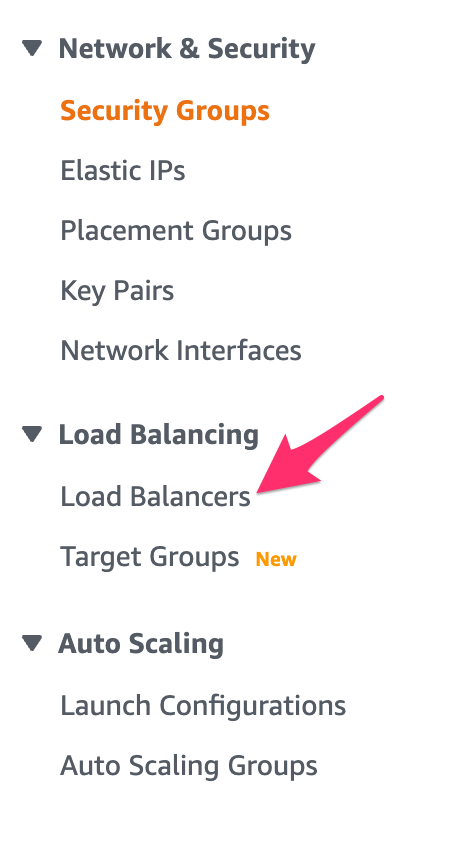 Network & Security
Security Groups
Elastic IPs
Placement Groups
Key Pairs
Network Interfaces
Load Balancing
Load Balancers
Target Groups New
Auto Scaling
Launch Configurations
Auto Scaling Groups